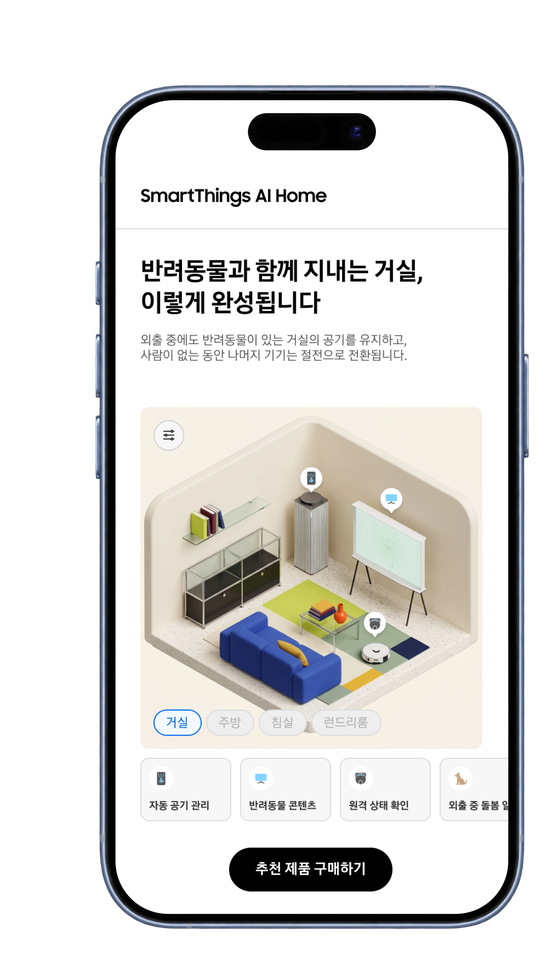 SmartThings AI Home
반려동물과 함께 지내는 거실,
이렇게 완성됩니다
외출 중에도 반려동물이 있는 거실의 공기를 유지하고,
사람이 없는 동안 나머지 기기는 절전으로 전환됩니다.
거실 주방 침실 런드리룸
자동 공기 관리 반려동물 콘텐츠 원격 상태 확인 외출 중 돌봄
추천 제품 구매하기